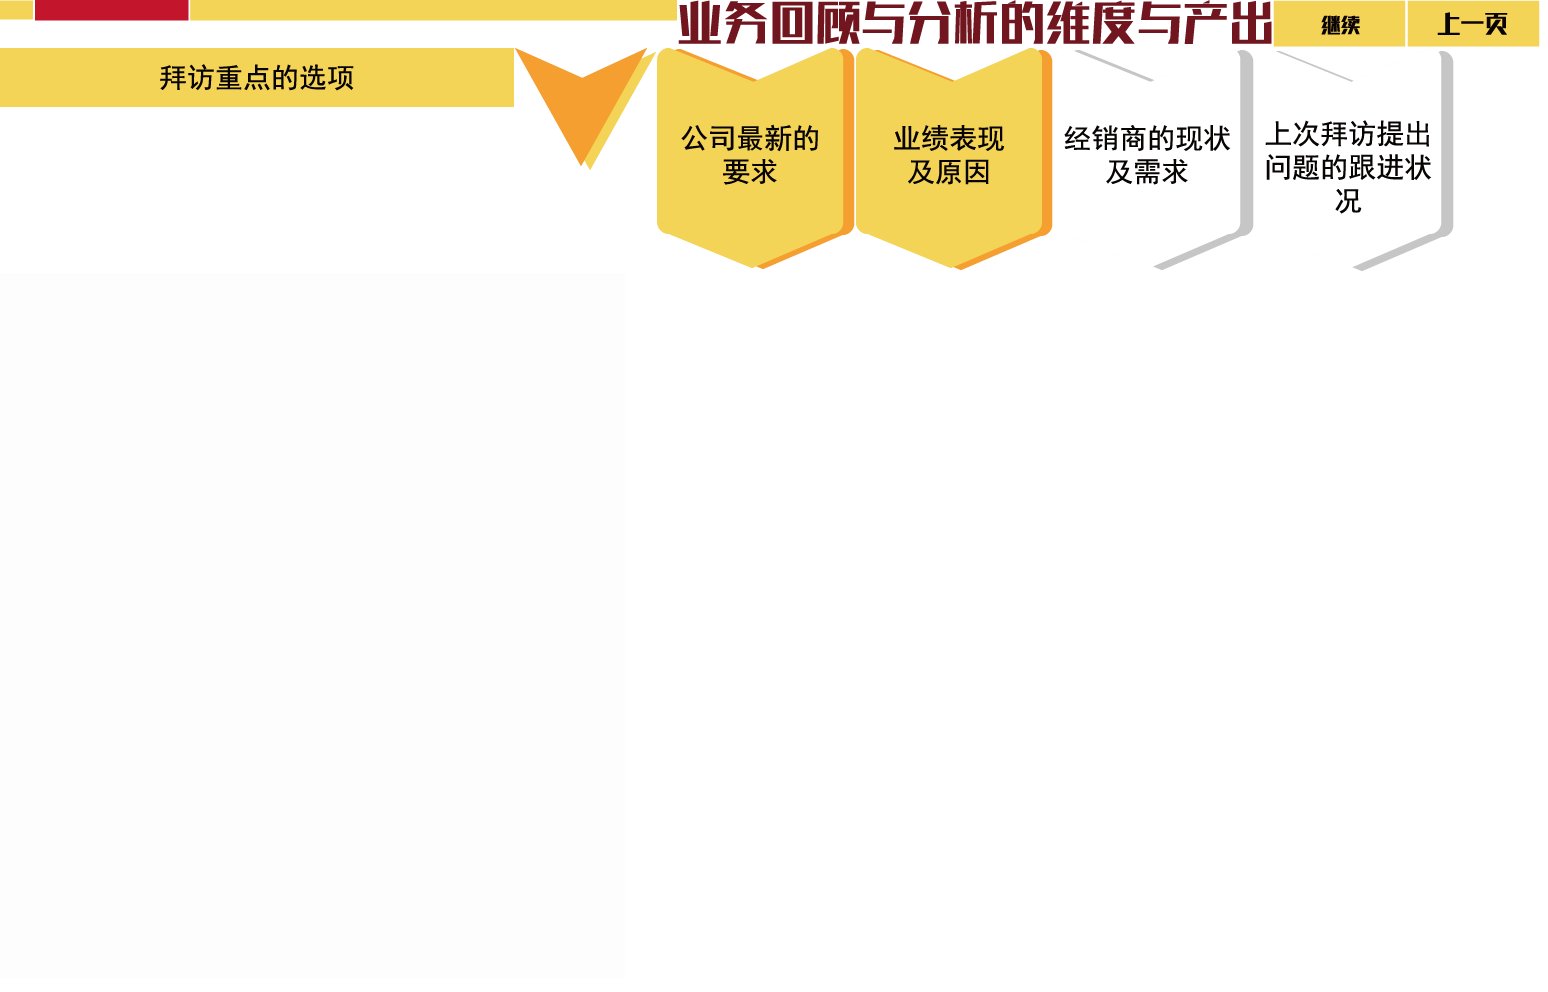 业务回顾与分析的维度与产出
继续
上一页
拜访重点的选项
公司最新的
要求
业绩表现
及原因
经销商的现状
及需求
上次拜访提出
问题的跟进状
况